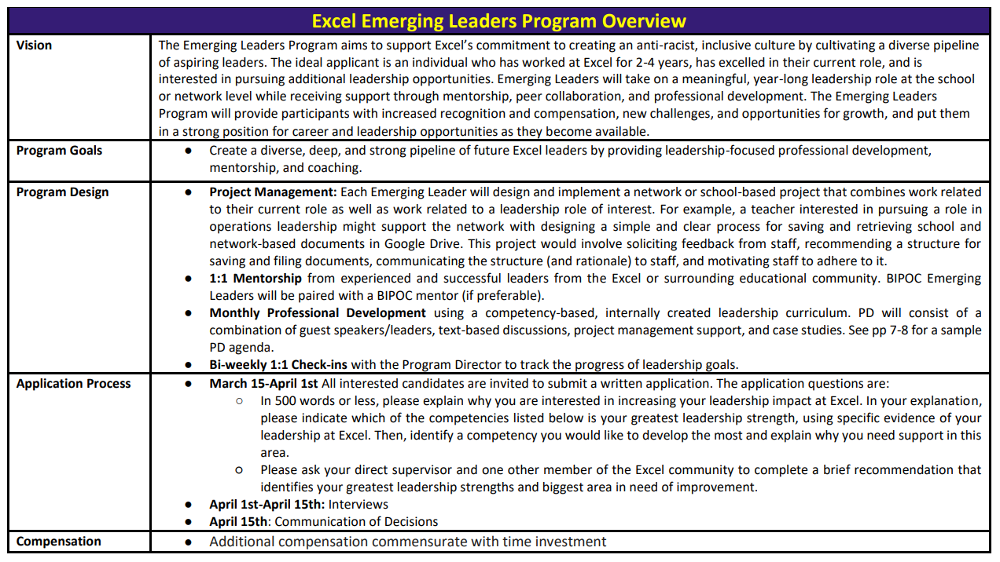 Excel Emerging Leaders Program Overview
Vision
The Emerging Leaders Program aims to support Excel’s commitment to creating an anti-racist, inclusive culture by cultivating a diverse pipeline
of aspiring leaders. The ideal applicant is an individual who has worked at Excel for 2-4 years, has excelled in their current role, and is
interested in pursuing additional leadership opportunities. Emerging Leaders will take on a meaningful, year-long leadership role at the school
or network level while receiving support through mentorship, peer collaboration, and professional development. The Emerging Leaders
Program will provide participants with increased recognition and compensation, new challenges, and opportunities for growth, and put them
in a strong position for career and leadership opportunities as they become available.
Program Goals
● Create a diverse, deep, and strong pipeline of future Excel leaders by providing leadership-focused professional development,
mentorship, and coaching.
Program Design
● Project Management: Each Emerging Leader will design and implement a network or school-based project that combines work related
to their current role as well as work related to a leadership role of interest. For example, a teacher interested in pursuing a role in
operations leadership might support the network with designing a simple and clear process for saving and retrieving school and
network-based documents in Google Drive. This project would involve soliciting feedback from staff, recommending a structure for
saving and filing documents, communicating the structure (and rationale) to staff, and motivating staff to adhere to it.
● 1:1 Mentorship from experienced and successful leaders from the Excel or surrounding educational community. BIPOC Emerging
Leaders will be paired with a BIPOC mentor (if preferable).
● Monthly Professional Development using a competency-based, internally created leadership curriculum. PD will consist of a
combination of guest speakers/leaders, text-based discussions, project management support, and case studies. See pp 7-8 for a sample
PD agenda.
● Bi-weekly 1:1 Check-ins with the Program Director to track the progress of leadership goals.
Application Process
● March 15-April 1st All interested candidates are invited to submit a written application. The application questions are:
○ In 500 words or less, please explain why you are interested in increasing your leadership impact at Excel. In your explanation,
please indicate which of the competencies listed below is your greatest leadership strength, using specific evidence of your
leadership at Excel. Then, identify a competency you would like to develop the most and explain why you need support in this
area.
○ Please ask your direct supervisor and one other member of the Excel community to complete a brief recommendation that
identifies your greatest leadership strengths and biggest area in need of improvement.
● April 1st-April 15th: Interviews
● April 15th: Communication of Decisions
Compensation
● Additional compensation commensurate with time investment